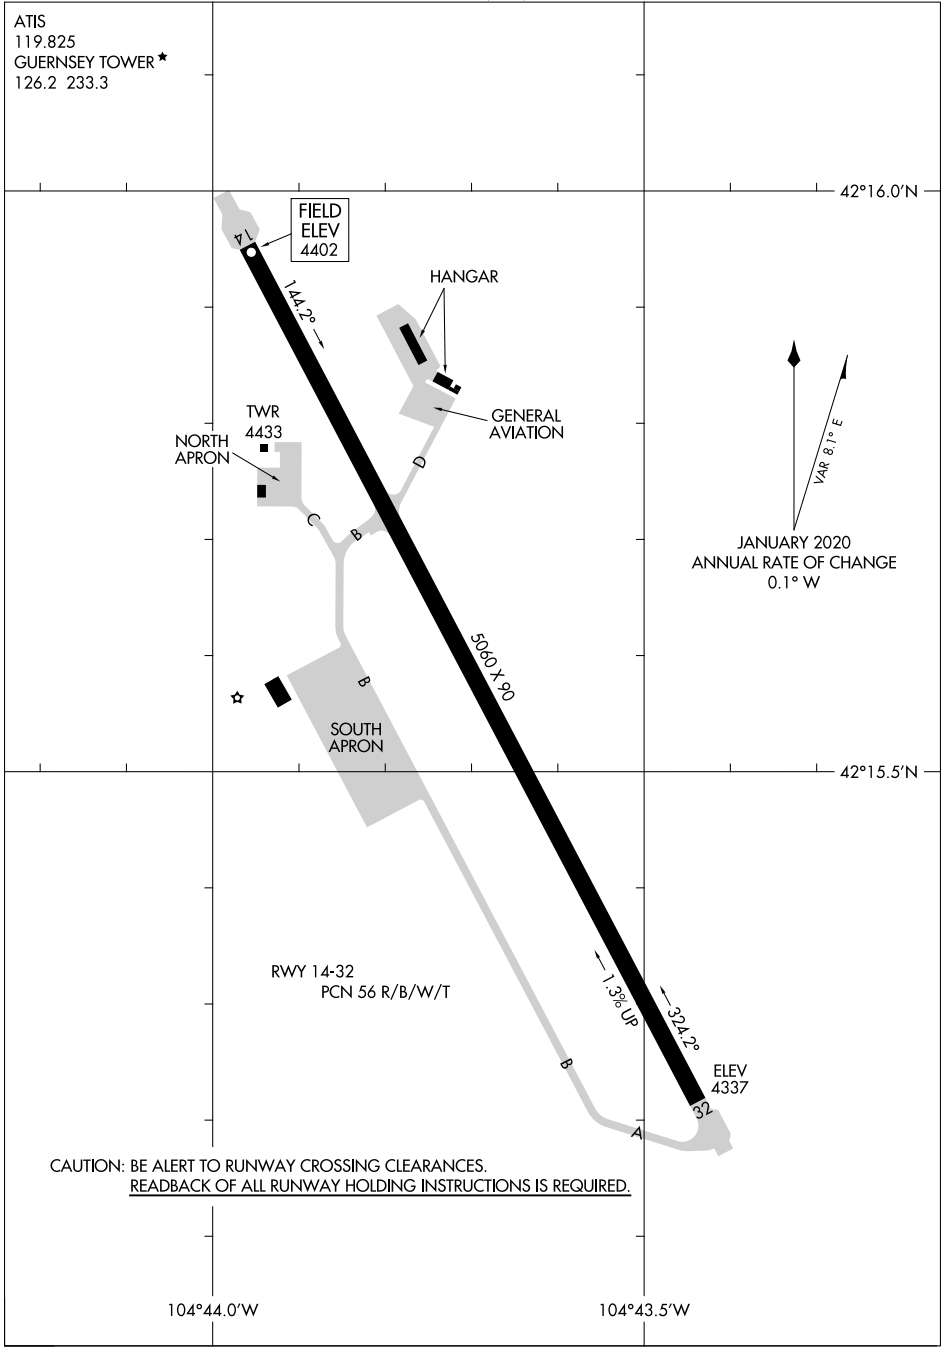 ATIS
119.825
GUERNSEY TOWER★
126.2 233.3
42°16.0'N
FIELD
ELEV
4402
14
144.2°
HANGAR
TWR
4433
NORTH
APRON
GENERAL
AVIATION
D
C
B
VAR 8.1° E
JANUARY 2020
ANNUAL RATE OF CHANGE
0.1° W
5060 X 90
B
SOUTH
APRON
42°15.5'N
RWY 14-32
PCN 56 R/B/W/T
1.3% UP
324.2°
B
ELEV
4337
32
A
CAUTION: BE ALERT TO RUNWAY CROSSING CLEARANCES.
READBACK OF ALL RUNWAY HOLDING INSTRUCTIONS IS REQUIRED.
104°44.0'W
104°43.5'W